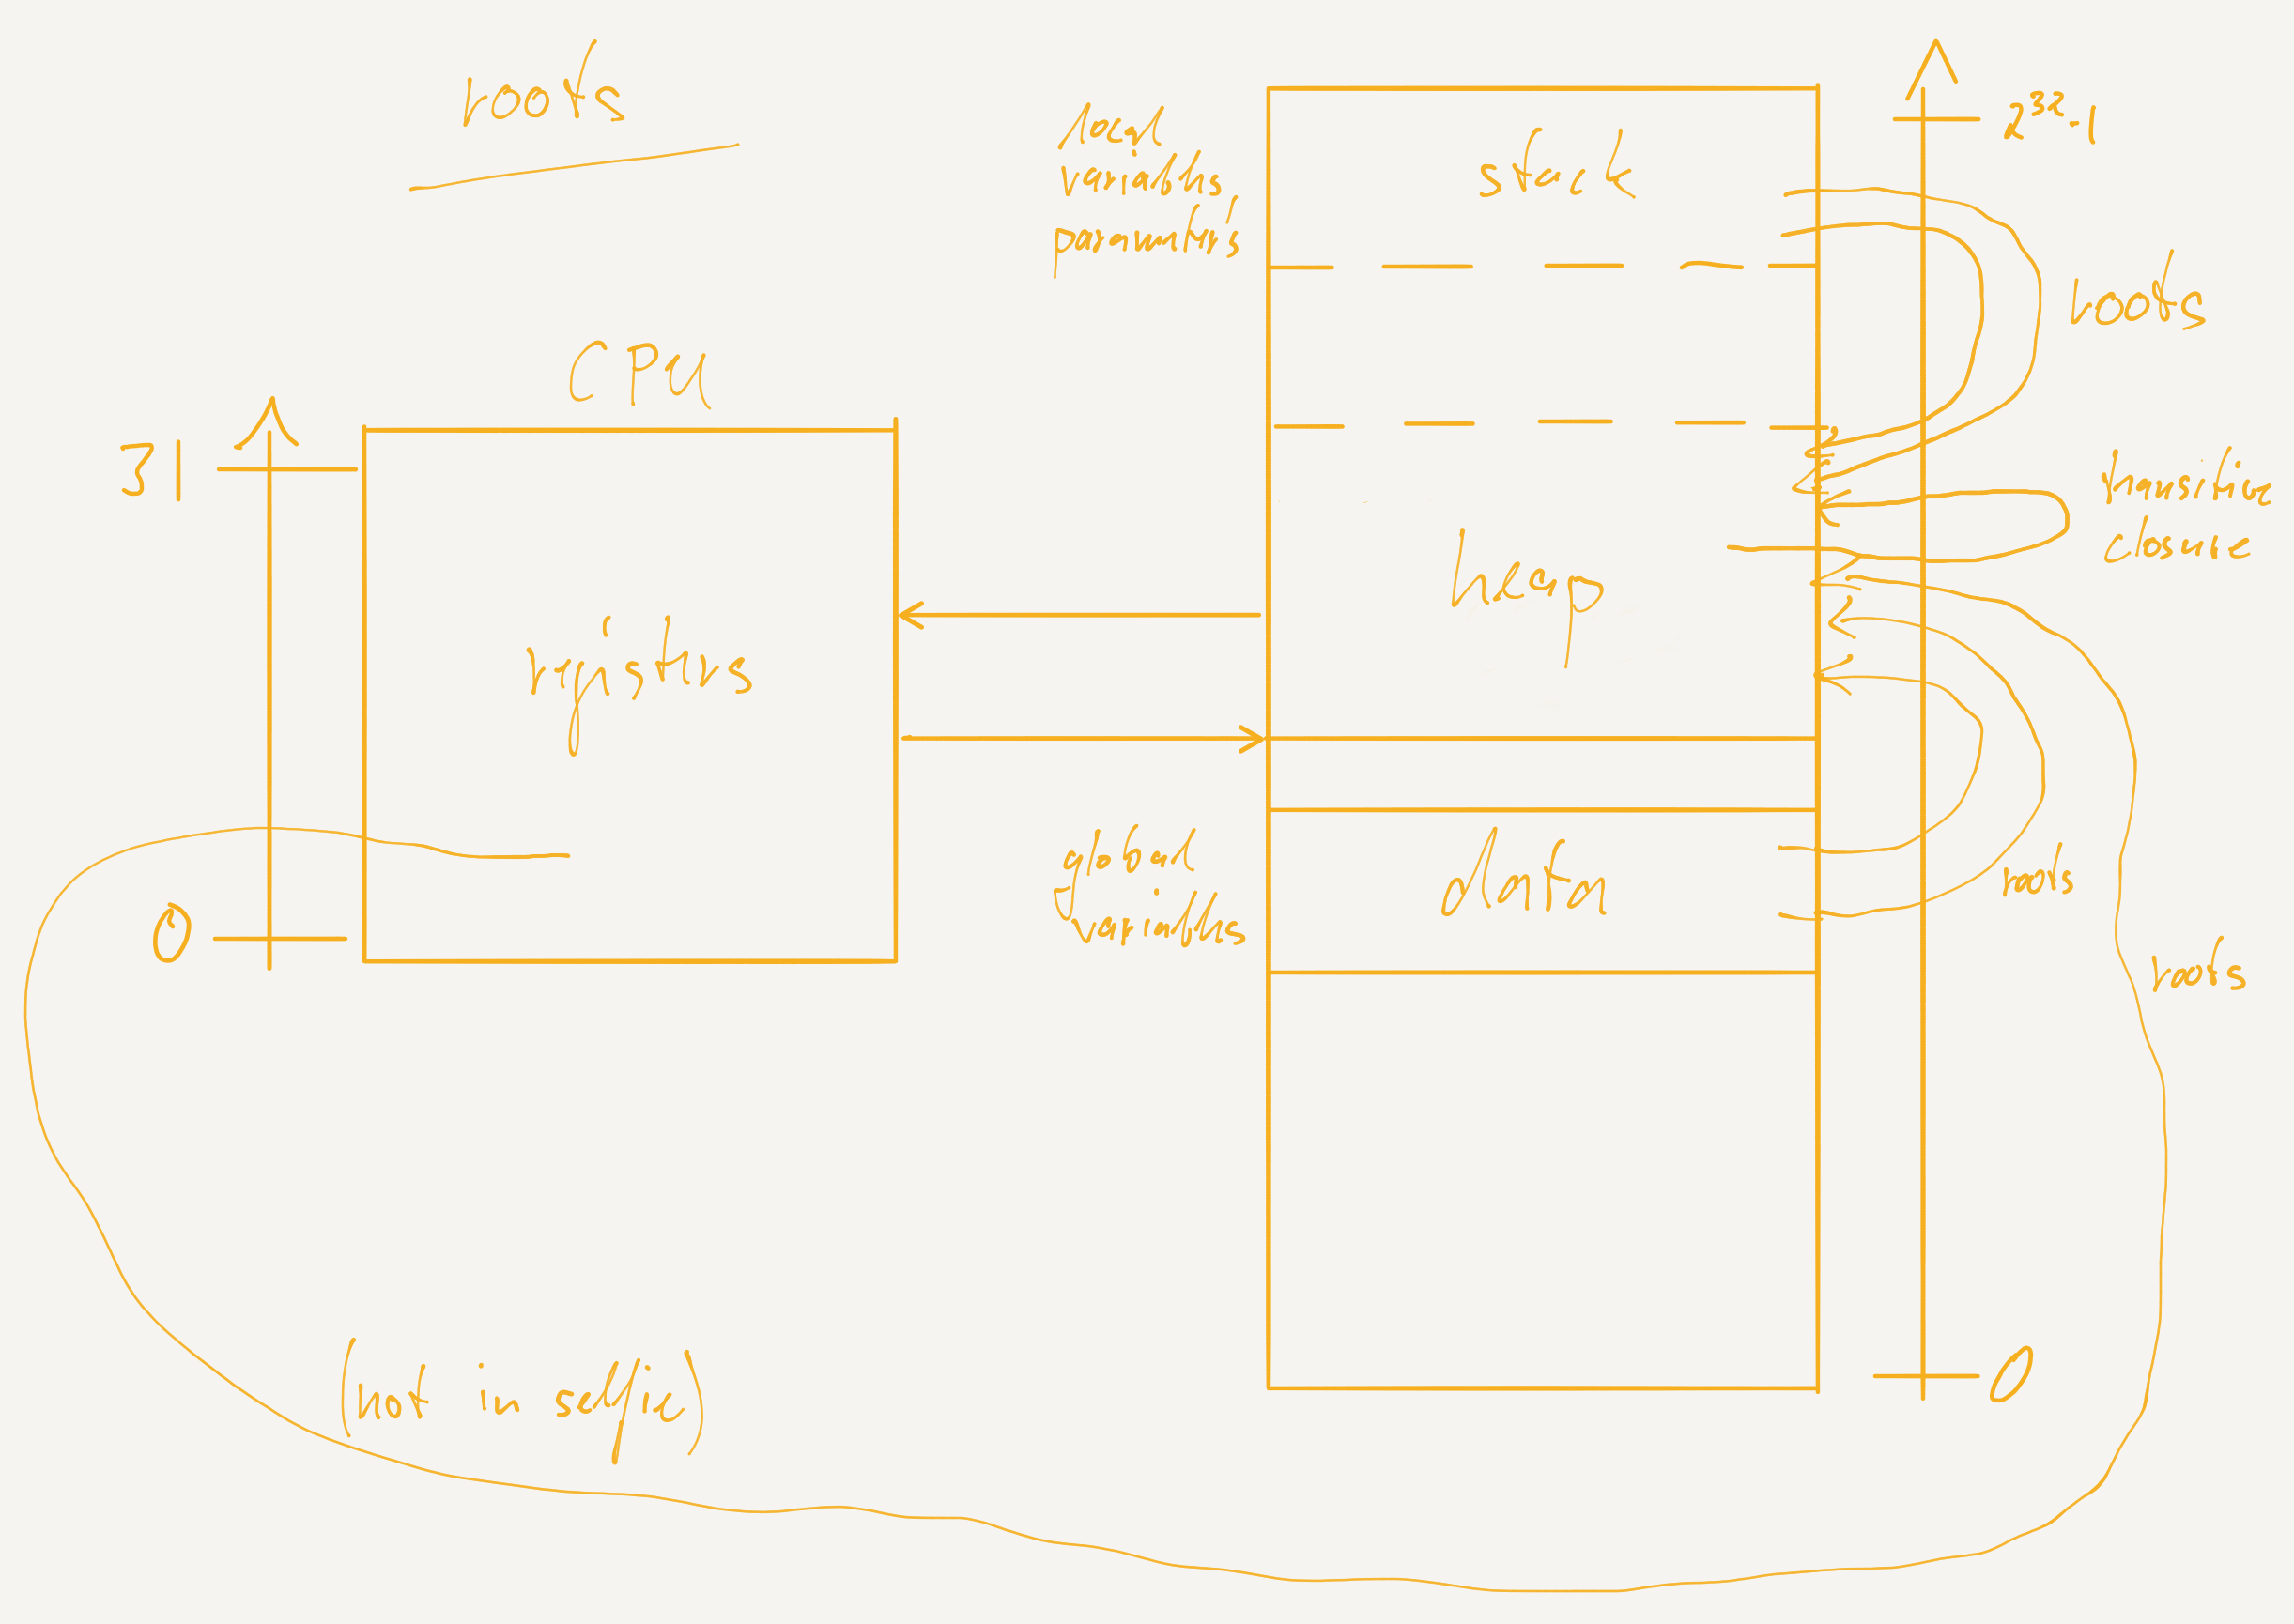 roots
local
variables,
parameters
stack
2^32-1
roots
CPU
31
transitive
closure
heap
registers
global
variables
data
roots
0
roots
(not in selfie)
0